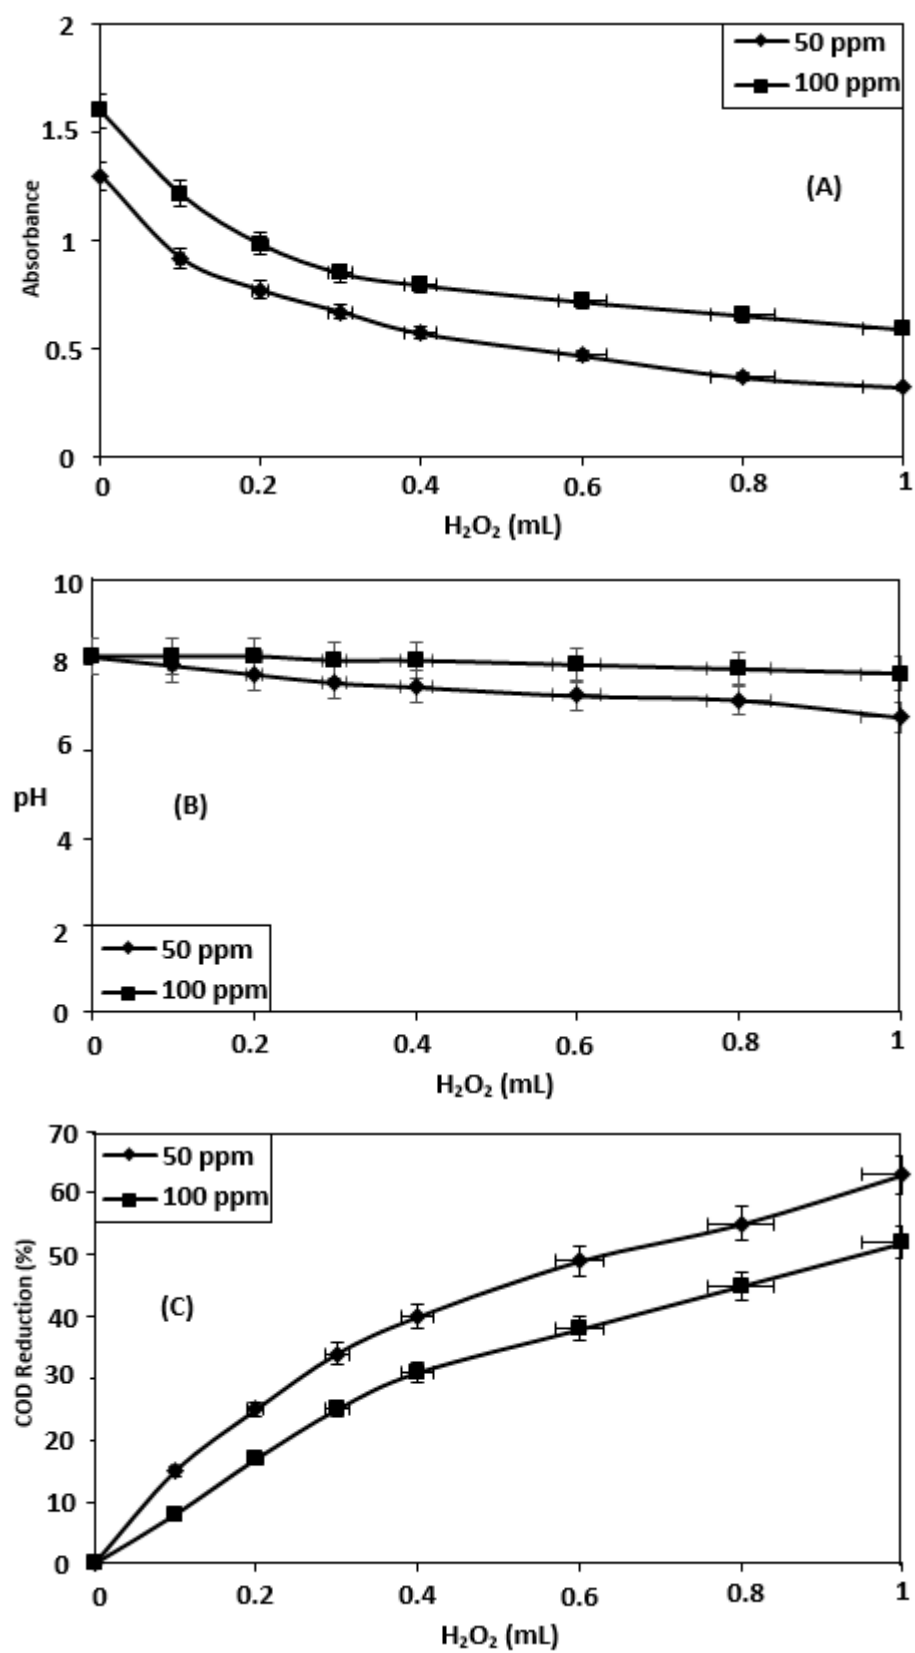 2
50 ppm
100 ppm
1.5
(A)
Absorbance
1
0.5
0
0 0.2 0.4 0.6 0.8 1
H₂O₂ (mL)
10
8
6
pH
(B)
4
2
50 ppm
100 ppm
0
0 0.2 0.4 0.6 0.8 1
H₂O₂ (mL)
70
50 ppm
60
100 ppm
50
(C)
COD Reduction (%)
40
30
20
10
0
0 0.2 0.4 0.6 0.8 1
H₂O₂ (mL)